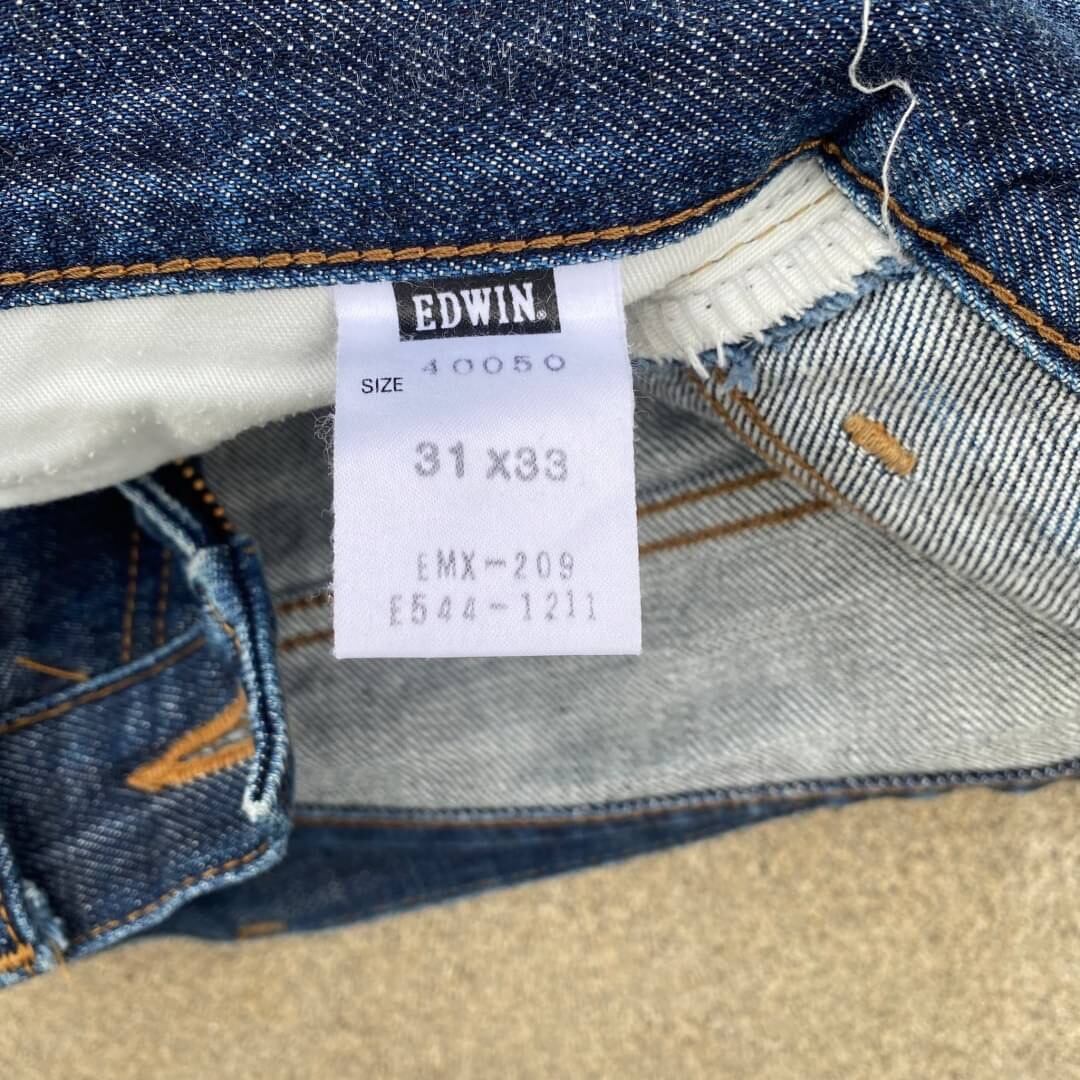 EDWIN®
40050
SIZE
31 x33
EMX-209
E544-1211